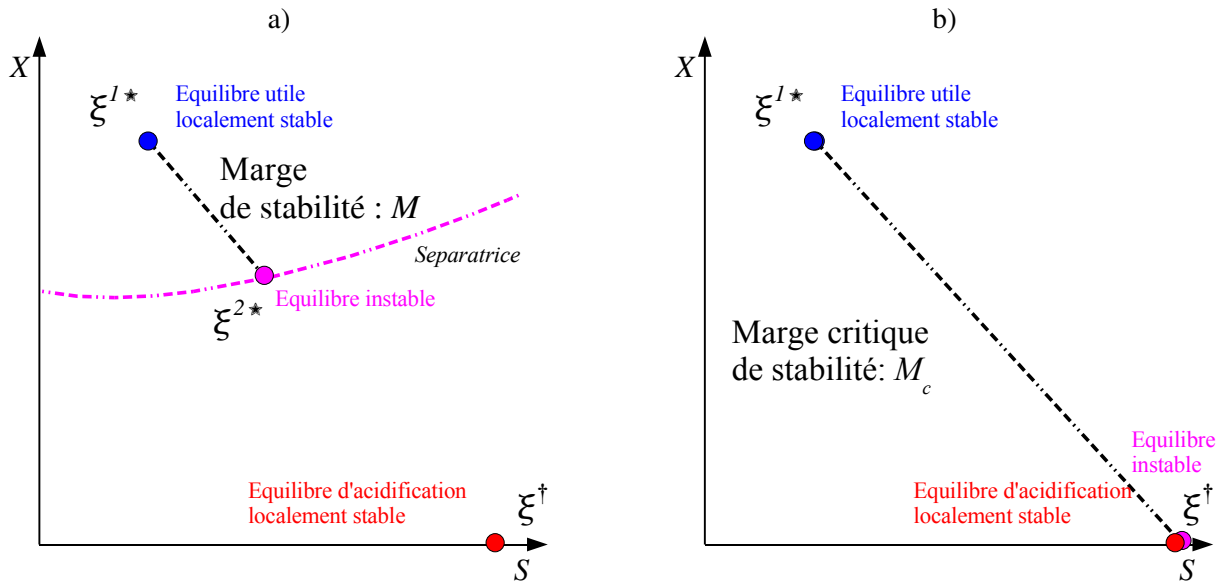 a)
X
ξ¹*
Equilibre utile
localement stable
Marge
de stabilité : M
Separatrice
Equilibre instable
ξ²*
Equilibre d'acidification
localement stable
ξ†
S
b)
X
ξ¹*
Equilibre utile
localement stable
Marge critique
de stabilité: M_c
Equilibre
instable
Equilibre d'acidification
localement stable
ξ†
S